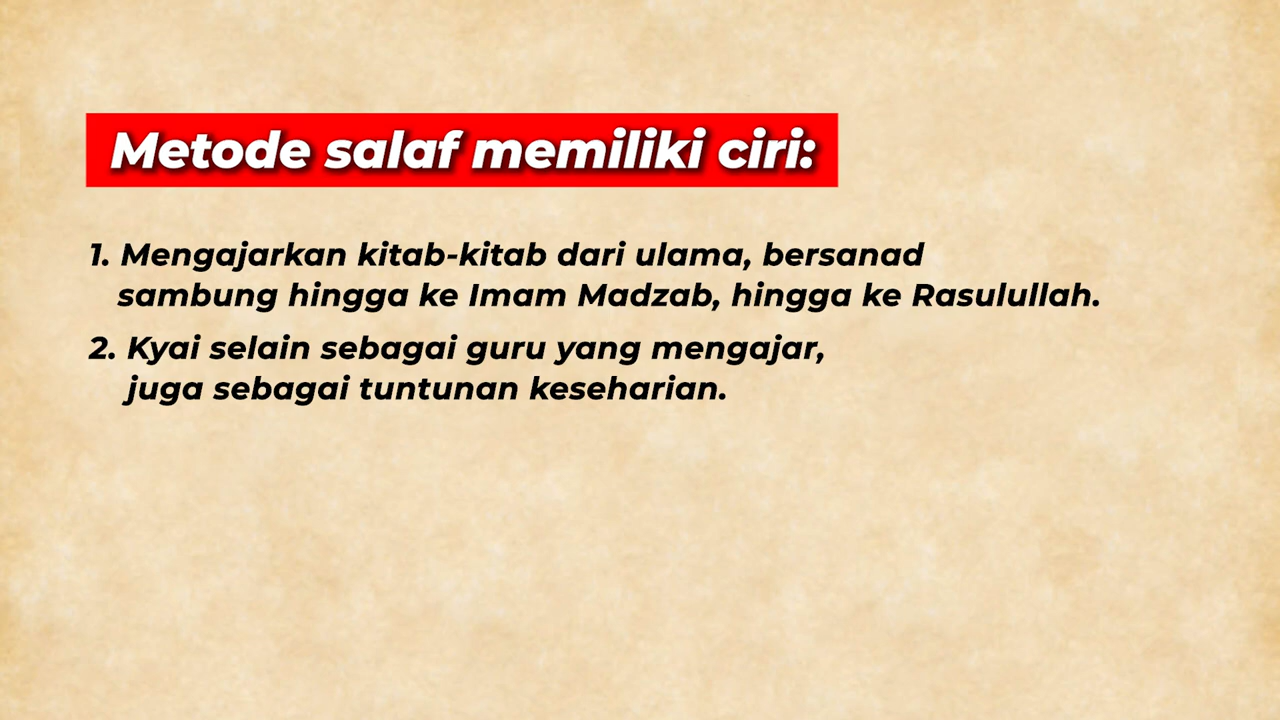 Metode salaf memiliki ciri:
1. Mengajarkan kitab-kitab dari ulama, bersanad
sambung hingga ke Imam Madzab, hingga ke Rasulullah.
2. Kyai selain sebagai guru yang mengajar,
juga sebagai tuntunan keseharian.